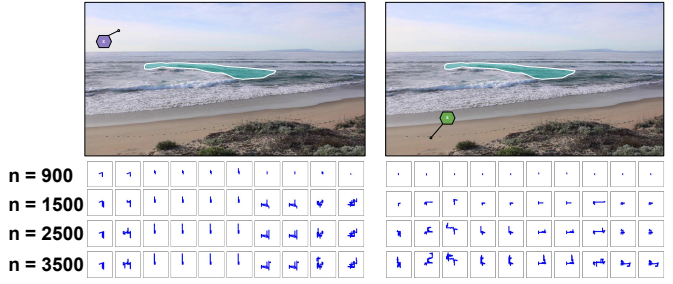 n = 900
n = 1500
n = 2500
n = 3500